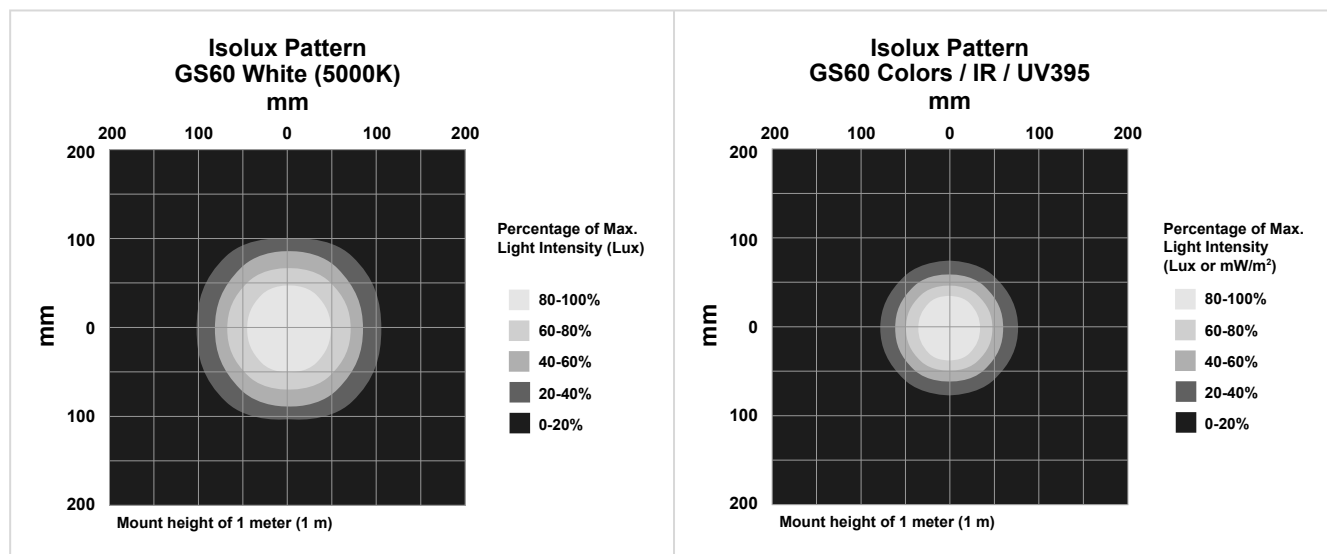 Isolux Pattern
GS60 White (5000K)
mm
200 100 0 100 200
200
100
0
100
200
mm
Percentage of Max.
Light Intensity (Lux)
80-100%
60-80%
40-60%
20-40%
0-20%
Mount height of 1 meter (1 m)
Isolux Pattern
GS60 Colors / IR / UV395
mm
200 100 0 100 200
200
100
0
100
200
mm
Percentage of Max.
Light Intensity
(Lux or mW/m²)
80-100%
60-80%
40-60%
20-40%
0-20%
Mount height of 1 meter (1 m)